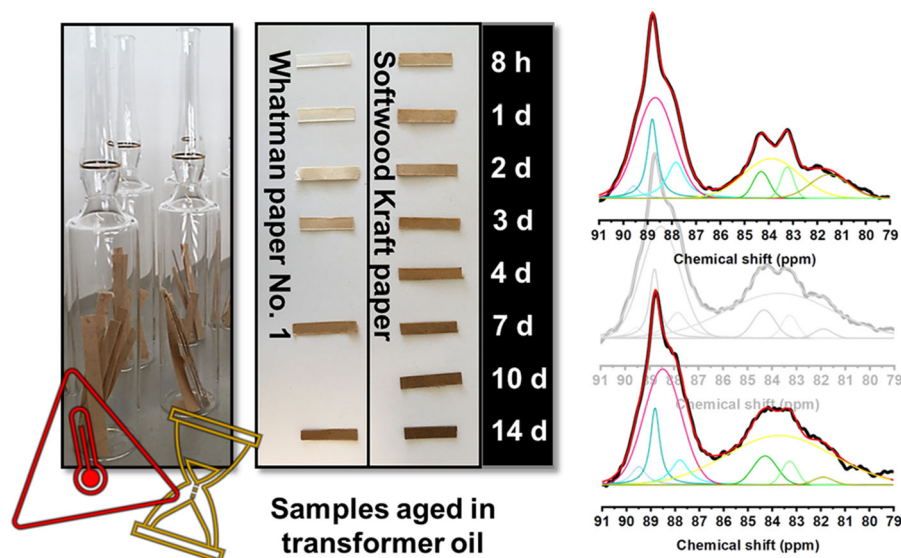 Whatman paper No. 1
Softwood Kraft paper
8 h
1 d
2 d
3 d
4 d
7 d
10 d
14 d
Samples aged in
transformer oil
91 90 89 88 87 86 85 84 83 82 81 80 79
Chemical shift (ppm)
91 90 89 88 87 86 85 84 83 82 81 80 79
Chemical shift (ppm)
91 90 89 88 87 86 85 84 83 82 81 80 79
Chemical shift (ppm)